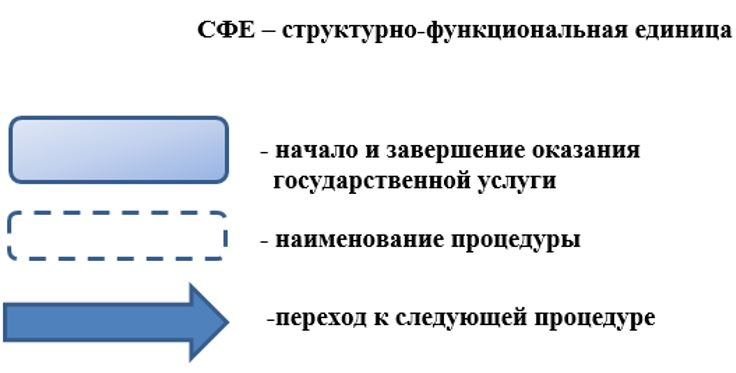 СФЕ – структурно-функциональная единица
- начало и завершение оказания
государственной услуги
- наименование процедуры
-переход к следующей процедуре